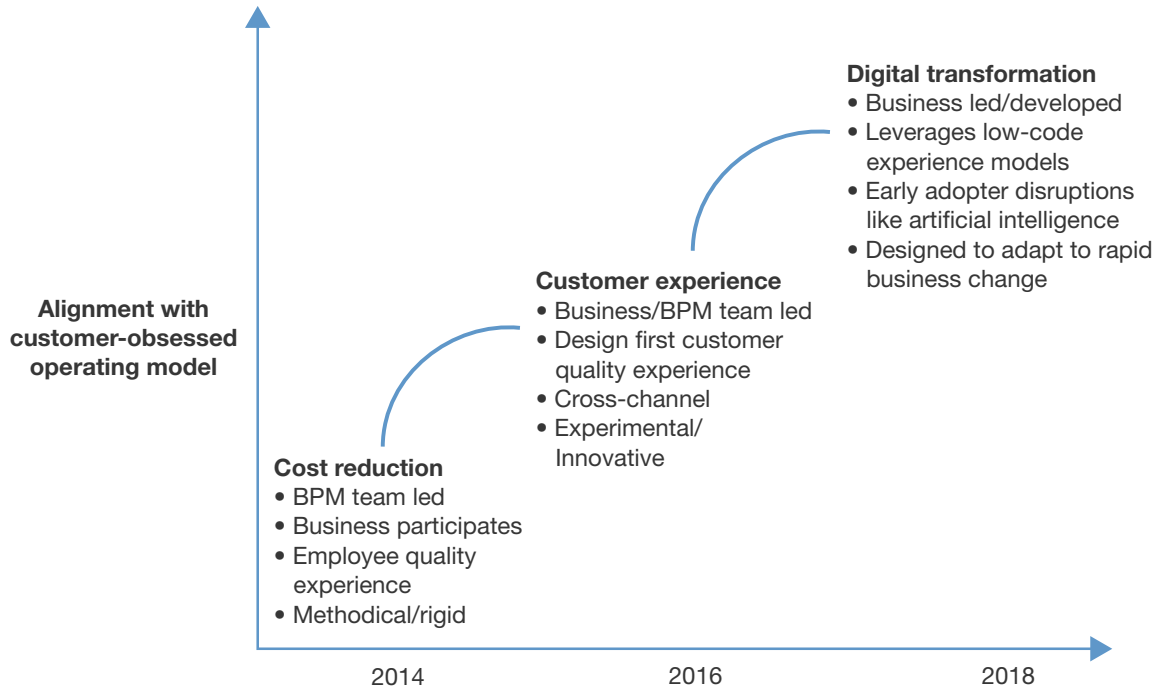 Digital transformation
• Business led/developed
• Leverages low-code
experience models
• Early adopter disruptions
like artificial intelligence
• Designed to adapt to rapid
business change
Customer experience
• Business/BPM team led
• Design first customer
quality experience
• Cross-channel
• Experimental/
Innovative
Alignment with
customer-obsessed
operating model
Cost reduction
• BPM team led
• Business participates
• Employee quality
experience
• Methodical/rigid
2014
2016
2018